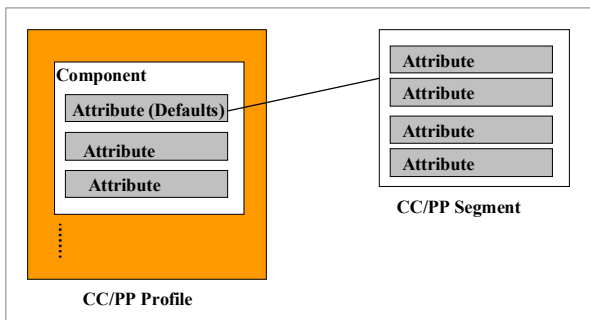 Component
Attribute (Defaults)
Attribute
Attribute
CC/PP Profile
Attribute
Attribute
Attribute
Attribute
CC/PP Segment